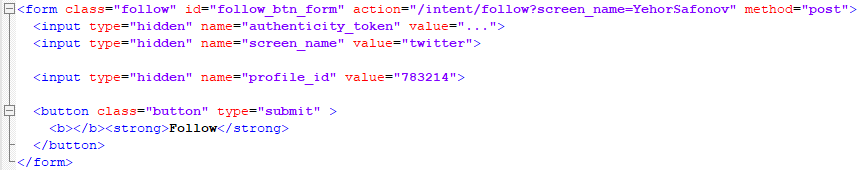 <form class="follow" id="follow_btn_form" action="/intent/follow?screen_name=YehorSafonov" method="post">
<input type="hidden" name="authenticity_token" value="...">
<input type="hidden" name="screen_name" value="twitter">
<input type="hidden" name="profile_id" value="783214">
<button class="button" type="submit" >
<b></b><strong>Follow</strong>
</button>
</form>